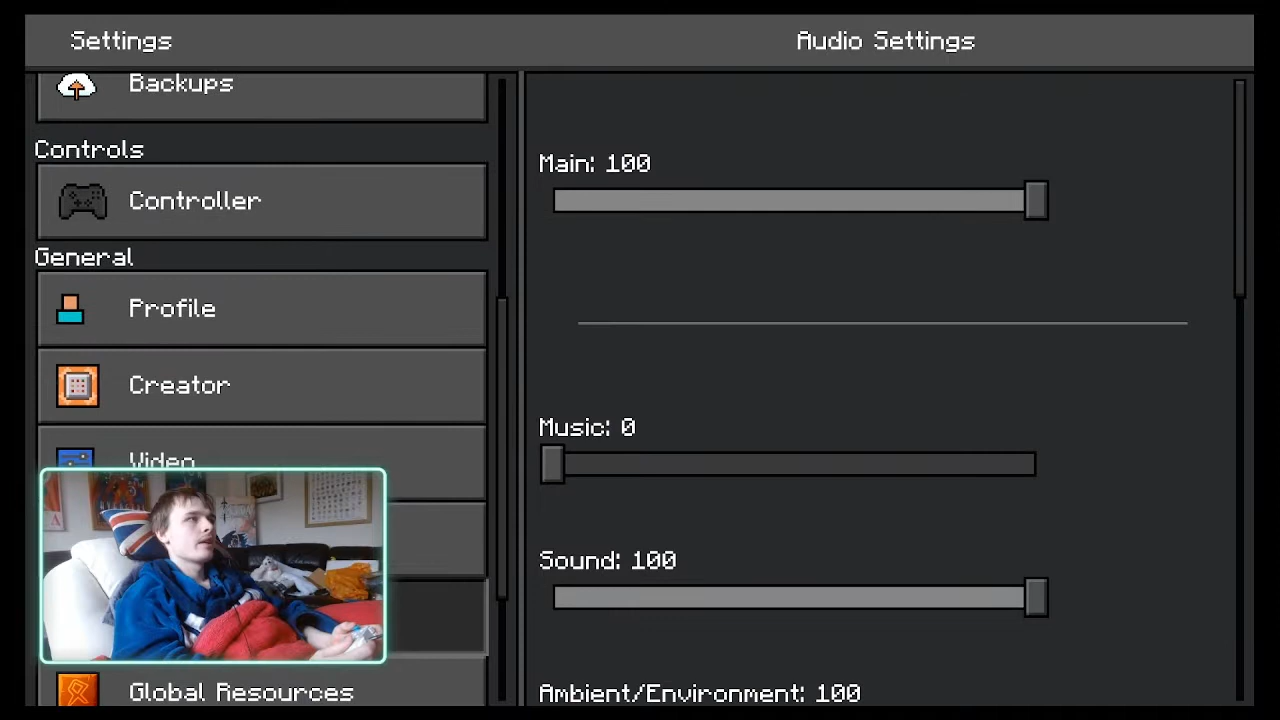 Settings
Audio Settings
Backups
Controls
Controller
General
Profile
Creator
Video
Global Resources
Main: 100
Music: 0
Sound: 100
Ambient/Environment: 100